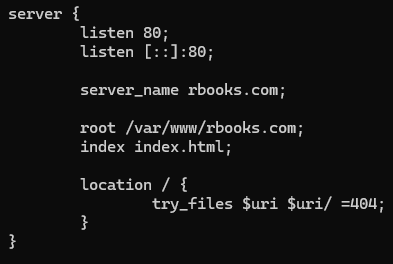 server {
        listen 80;
        listen [::]:80;

        server_name rbooks.com;

        root /var/www/rbooks.com;
        index index.html;

        location / {
                try_files $uri $uri/ =404;
        }
}